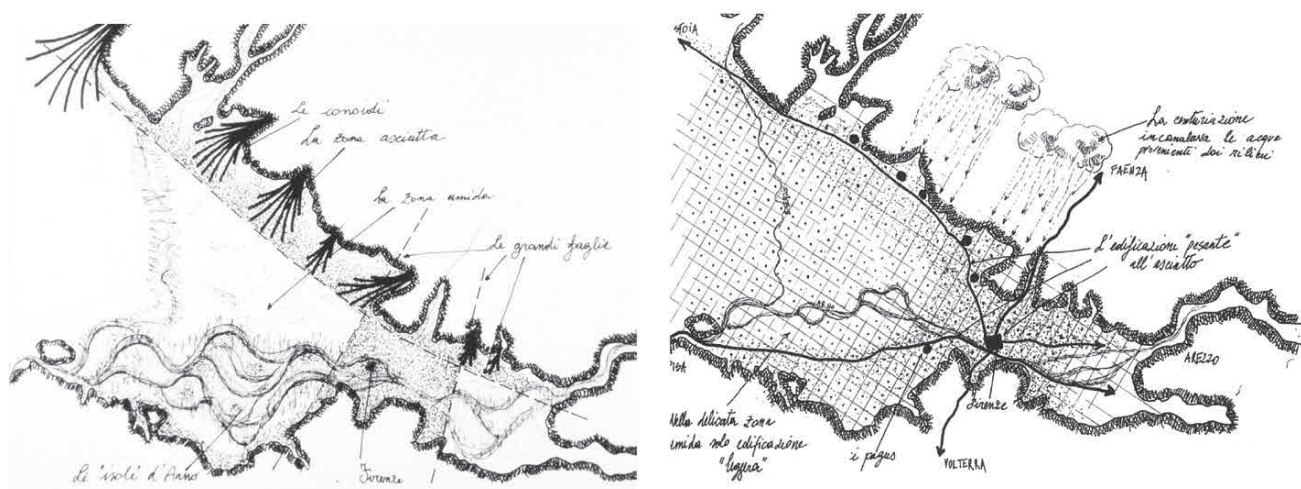 Le conoidi
La zona asciutta
la zona umida
Le grandi faglie
Le "isole" d'Arno
Firenze
STOIA
La centuriazione
incanalava le acque
provenienti dai rilievi
FAENZA
L'edificazione "pesante"
all'asciutto
ISA
AREZZO
Nella delicata zona
umida solo edificazione
"leggera"
i pagus
Firenze
VOLTERRA